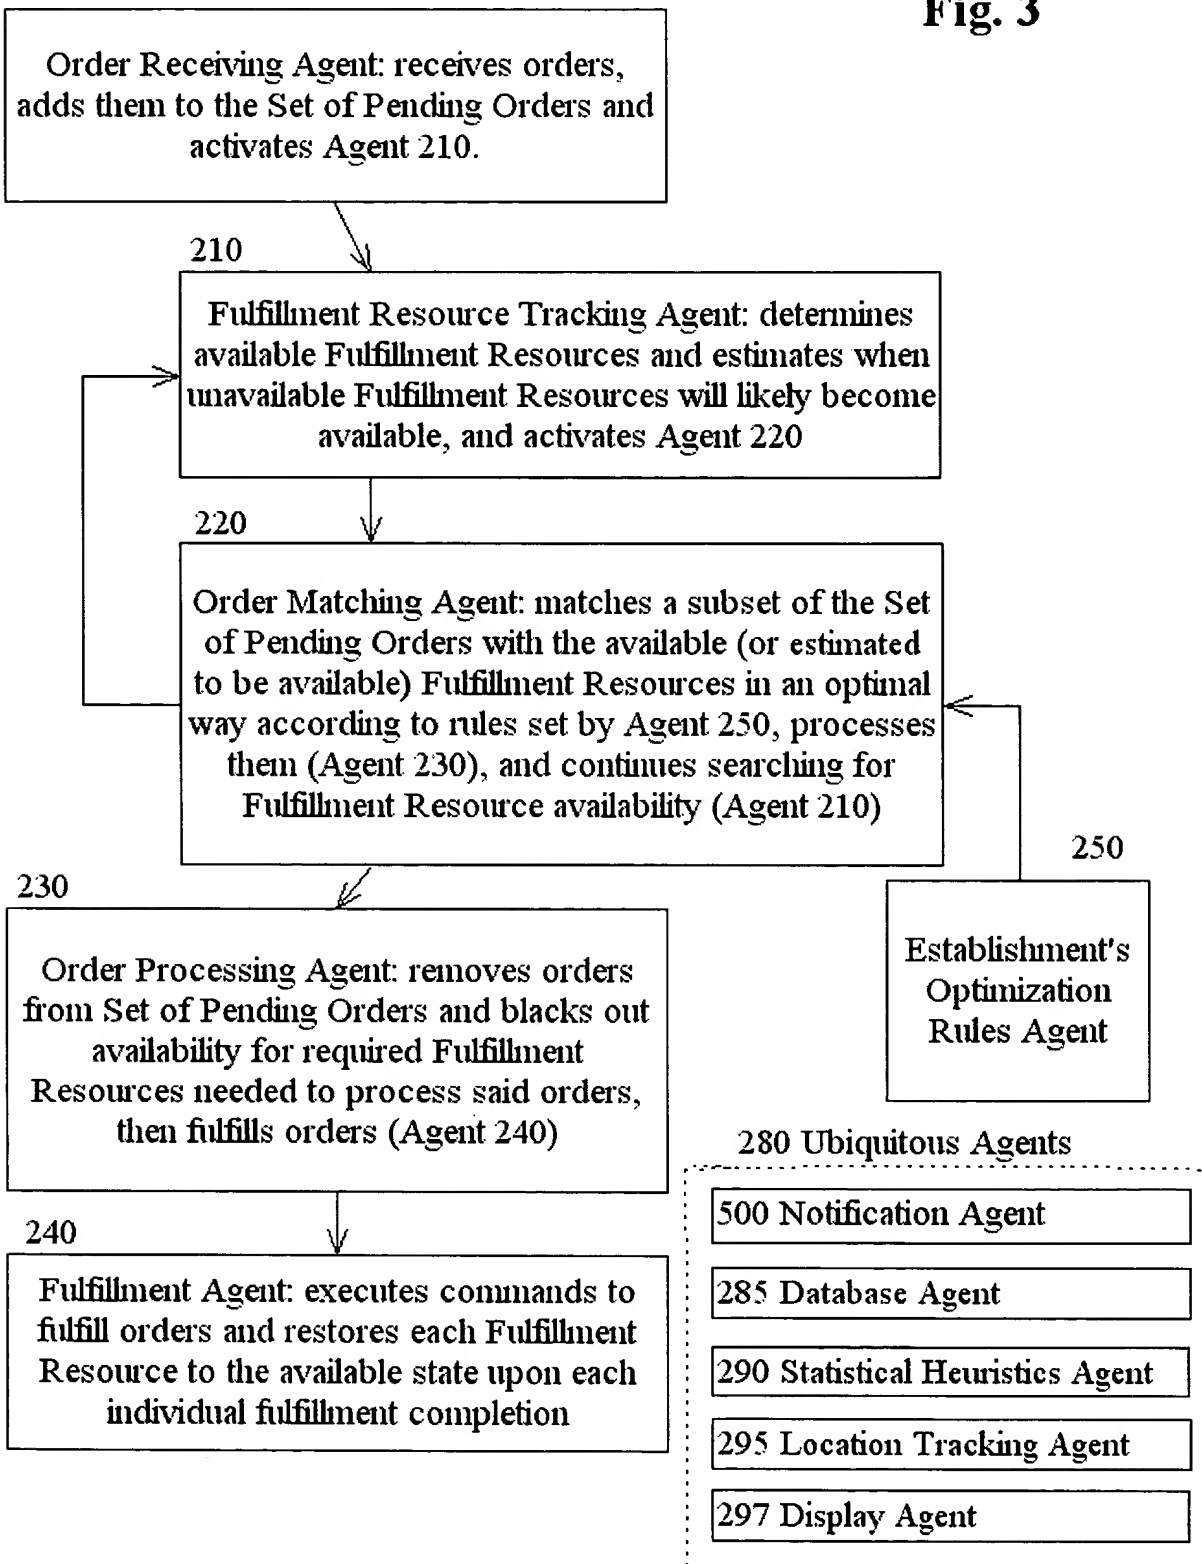 Fig. 3
Order Receiving Agent: receives orders,
adds them to the Set of Pending Orders and
activates Agent 210.
210
Fulfillment Resource Tracking Agent: determines
available Fulfillment Resources and estimates when
unavailable Fulfillment Resources will likely become
available, and activates Agent 220
220
Order Matching Agent: matches a subset of the Set
of Pending Orders with the available (or estimated
to be available) Fulfillment Resources in an optimal
way according to rules set by Agent 250, processes
them (Agent 230), and continues searching for
Fulfillment Resource availability (Agent 210)
250
Establishment's
Optimization
Rules Agent
230
Order Processing Agent: removes orders
from Set of Pending Orders and blacks out
availability for required Fulfillment
Resources needed to process said orders,
then fulfills orders (Agent 240)
240
Fulfillment Agent: executes commands to
fulfill orders and restores each Fulfillment
Resource to the available state upon each
individual fulfillment completion
280 Ubiquitous Agents
500 Notification Agent
285 Database Agent
290 Statistical Heuristics Agent
295 Location Tracking Agent
297 Display Agent